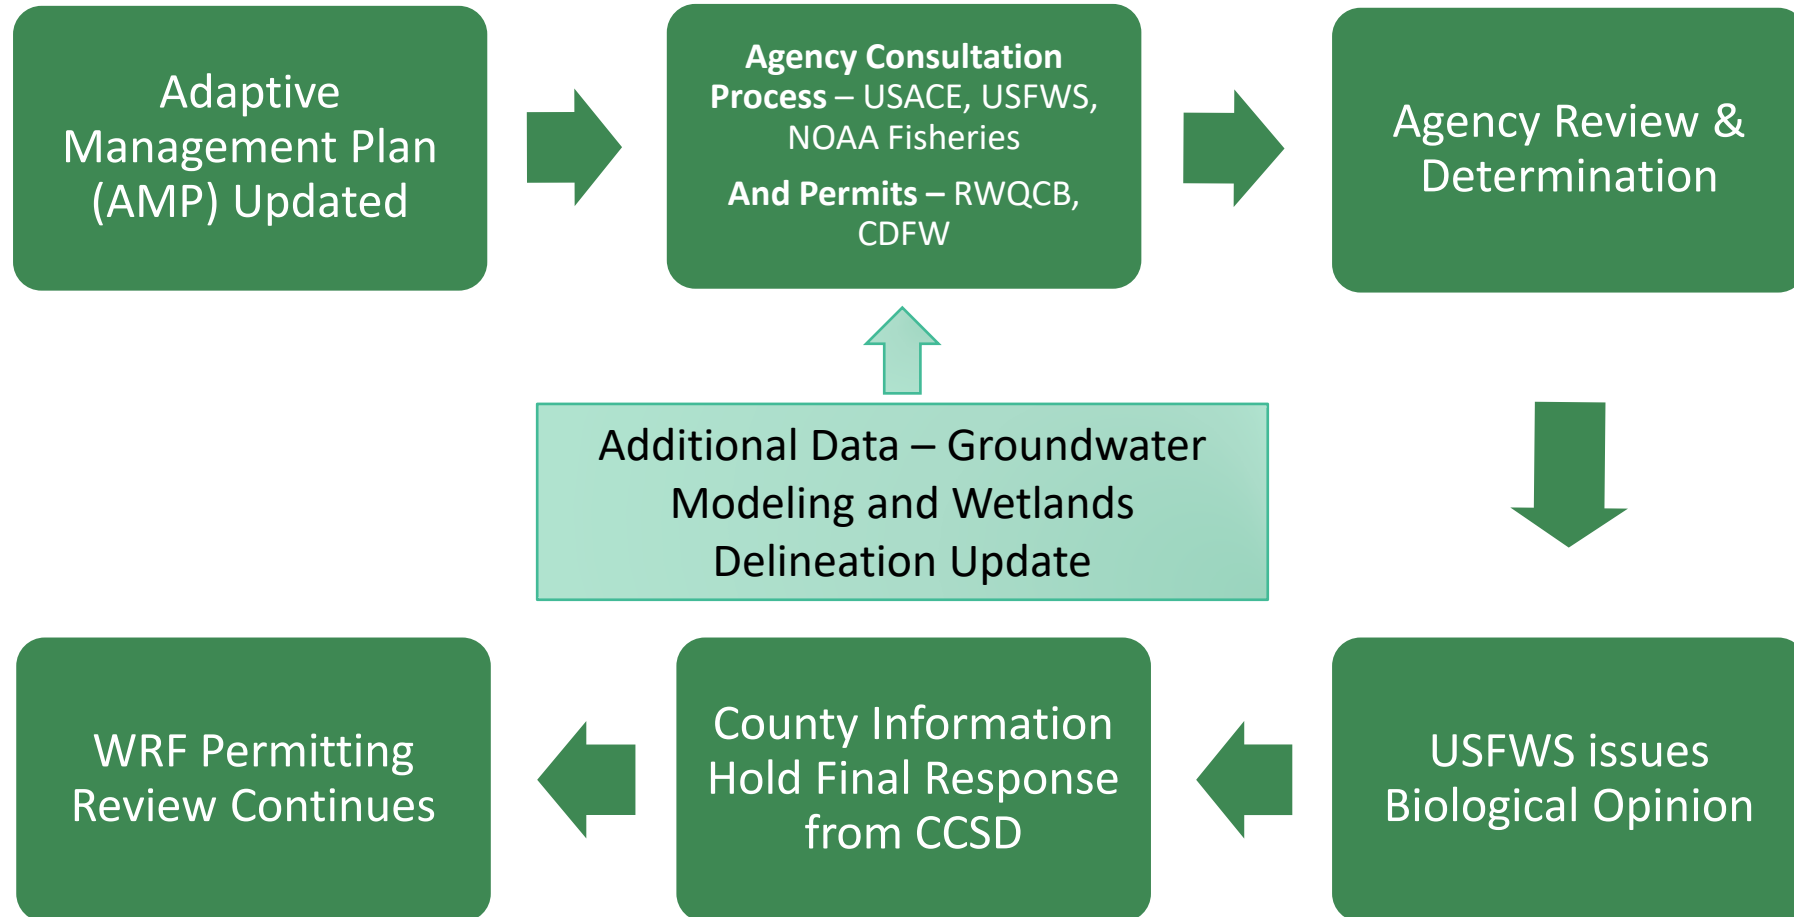 Adaptive
Management Plan
(AMP) Updated
Agency Consultation
Process – USACE, USFWS,
NOAA Fisheries
And Permits – RWQCB,
CDFW
Agency Review &
Determination
Additional Data – Groundwater
Modeling and Wetlands
Delineation Update
USFWS issues
Biological Opinion
County Information
Hold Final Response
from CCSD
WRF Permitting
Review Continues